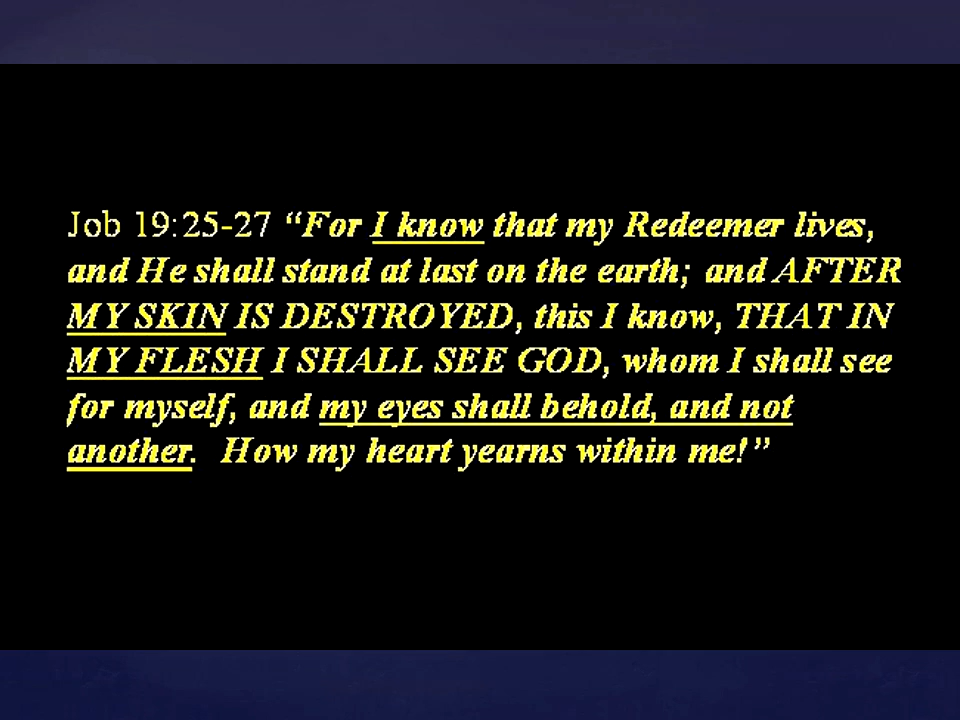 Job 19:25-27 “For I know that my Redeemer lives,
and He shall stand at last on the earth; and AFTER
MY SKIN IS DESTROYED, this I know, THAT IN
MY FLESH I SHALL SEE GOD, whom I shall see
for myself, and my eyes shall behold, and not
another.  How my heart yearns within me!”